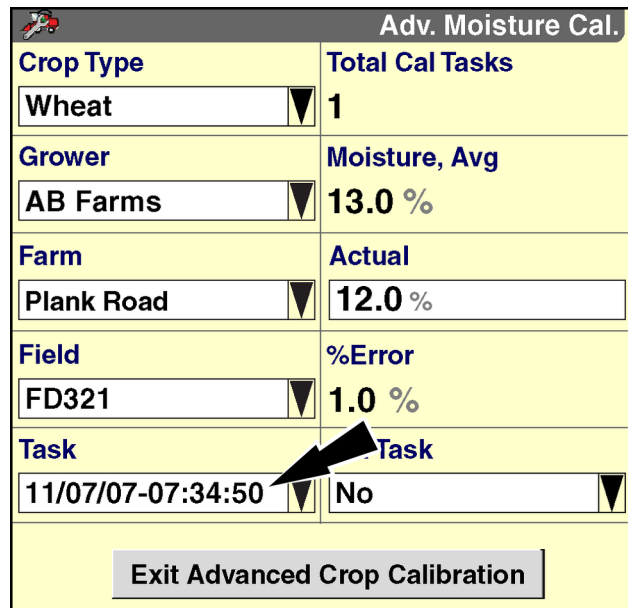 Adv. Moisture Cal.
Crop Type
Wheat
Total Cal Tasks
1
Grower
AB Farms
Moisture, Avg
13.0 %
Farm
Plank Road
Actual
12.0 %
Field
FD321
%Error
1.0 %
Task
11/07/07-07:34:50
Task
No
Exit Advanced Crop Calibration